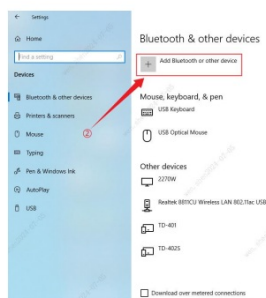 Settings
Home
Find a setting
Devices
Bluetooth & other devices
Printers & scanners
Mouse
Typing
Pen & Windows Ink
AutoPlay
USB
②
Bluetooth & other devices
Add Bluetooth or other device
Mouse, keyboard, & pen
USB Keyboard
USB Optical Mouse
Other devices
2270W
Realtek 8811CU Wireless LAN 802.11ac USB
TD-401
TD-402S
Download over metered connections